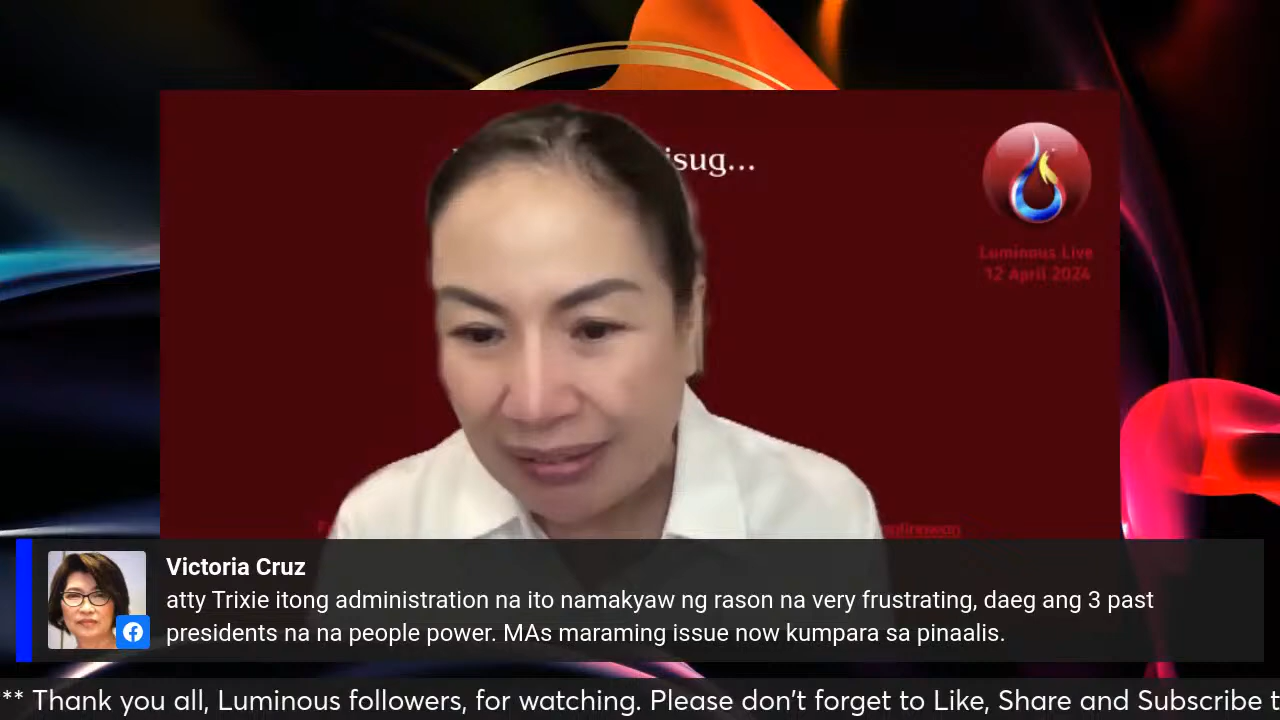 isug...
Luminous Live
12 April 2024
Victoria Cruz
atty Trixie itong administration na ito namakyaw ng rason na very frustrating, daeg ang 3 past
presidents na na people power. MAs maraming issue now kumpara sa pinaalis.
** Thank you all, Luminous followers, for watching. Please don't forget to Like, Share and Subscribe t